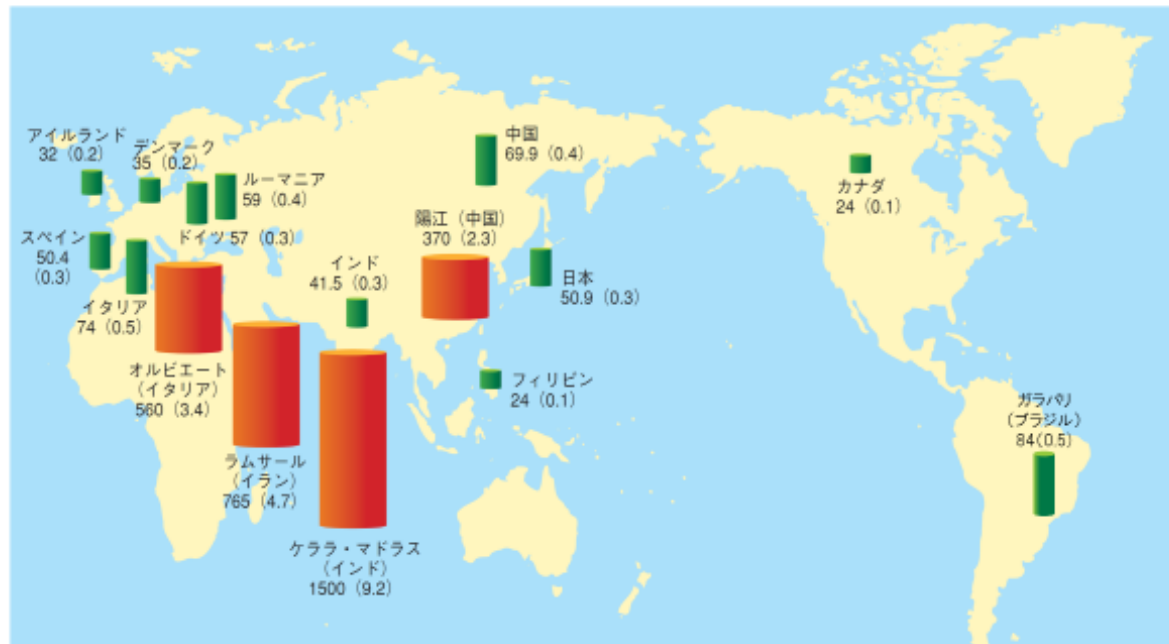 アイルランド
32（0.2）
デンマーク
35（0.2）
ルーマニア
59（0.4）
ドイツ 57（0.3）
スペイン
50.4
（0.3）
イタリア
74（0.5）
オルビエート
（イタリア）
560（3.4）
ラムサール
（イラン）
765（4.7）
ケララ・マドラス
（インド）
1500（9.2）
インド
41.5（0.3）
中国
69.9（0.4）
陽江（中国）
370（2.3）
日本
50.9（0.3）
フィリピン
24（0.1）
カナダ
24（0.1）
ガラパリ
（ブラジル）
84(0.5)